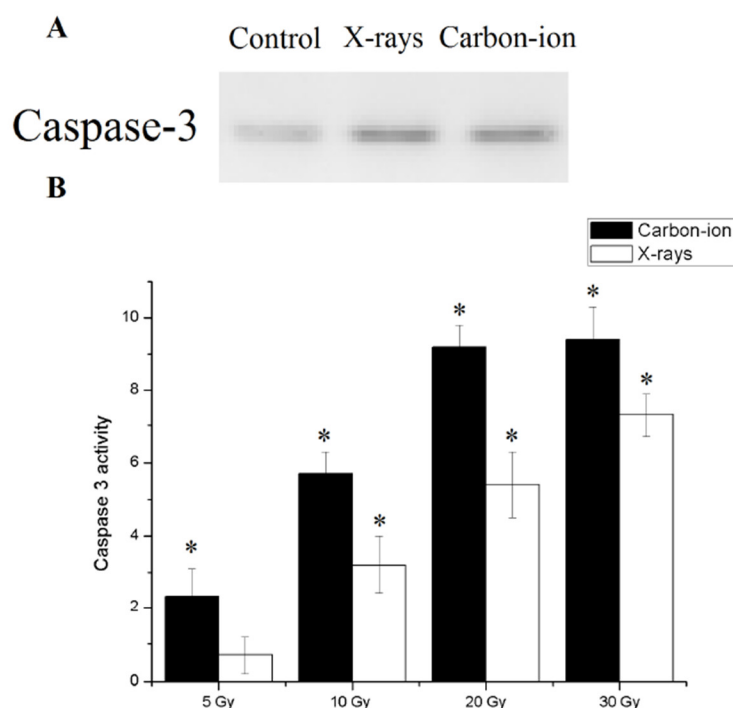 A
Control X-rays Carbon-ion
Caspase-3
B
Carbon-ion
X-rays
10
8
6
4
2
0
Caspase 3 activity
* * * * * * *
5 Gy 10 Gy 20 Gy 30 Gy